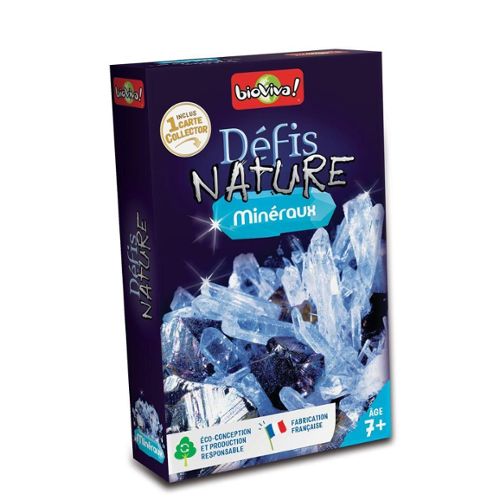 bioviva!
INCLUS
1 CARTE
COLLECTOR
Défis
NATURE
Minéraux
ÉCO-CONCEPTION
ET PRODUCTION
RESPONSABLE
FABRICATION
FRANÇAISE
ÂGE
7+
Défis
NATURE
Minéraux